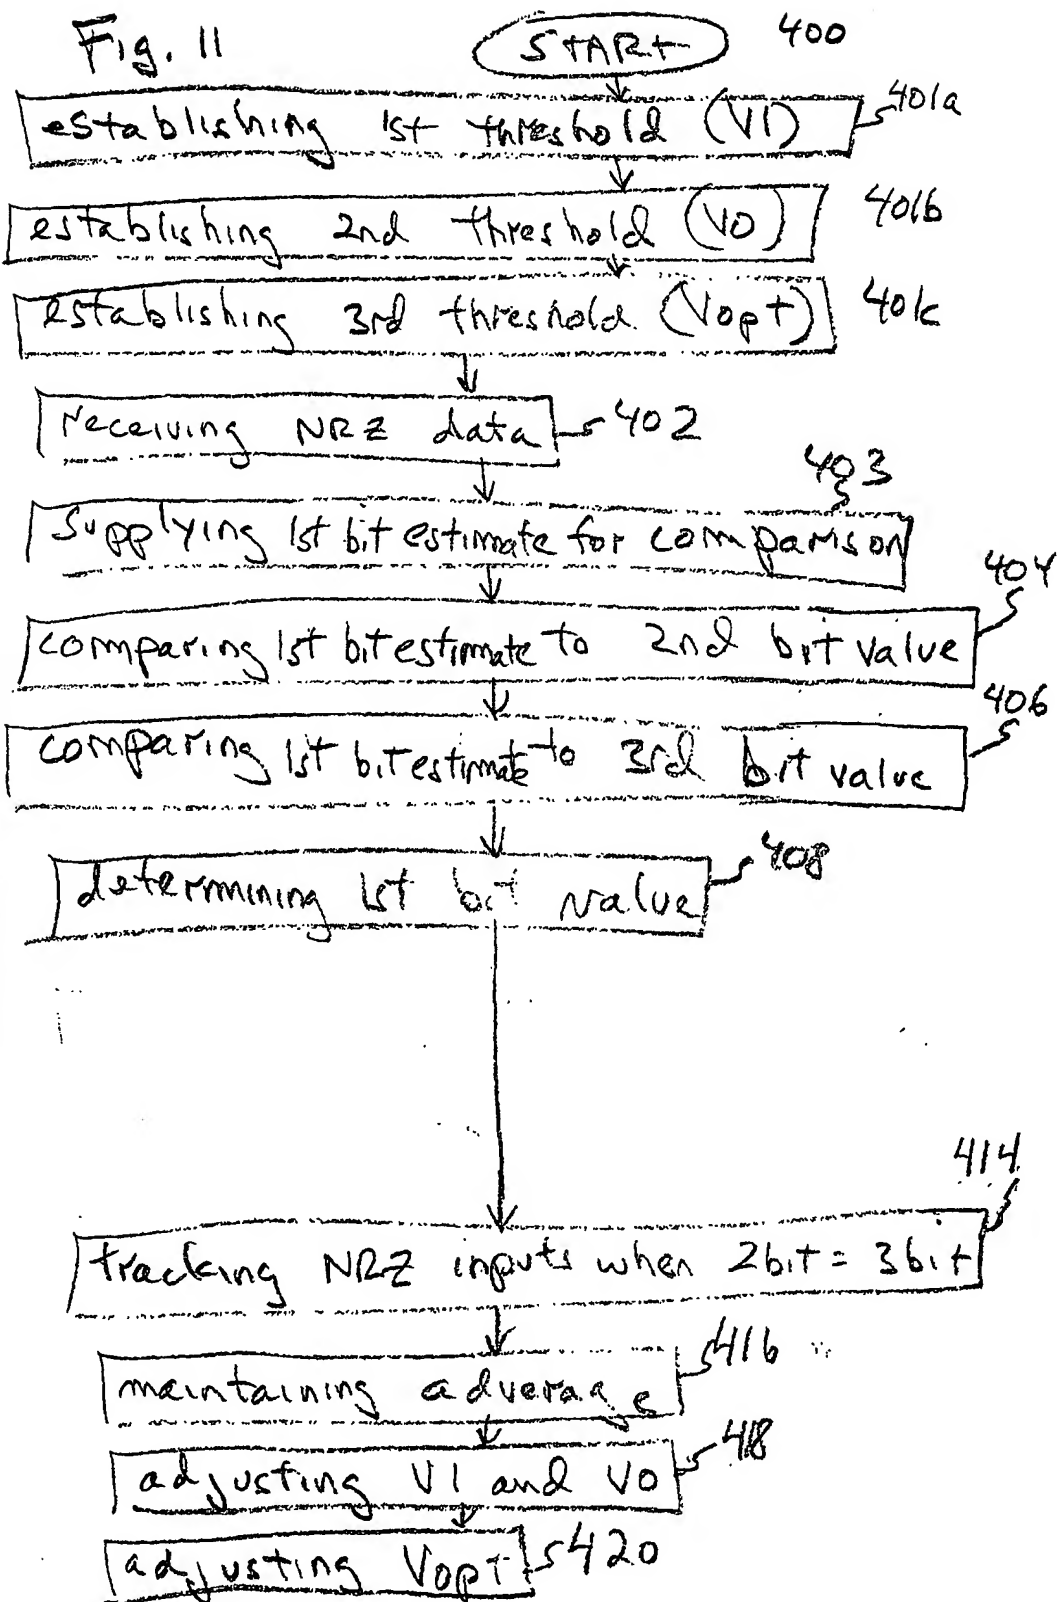 Fig. 11
START 400
establishing 1st threshold (V1) 401a
establishing 2nd threshold (V0) 401b
establishing 3rd threshold (Vopt) 401c
receiving NRZ data 402
403
supplying 1st bit estimate for comparison
404
comparing 1st bit estimate to 2nd bit value
406
comparing 1st bit estimate to 3rd bit value
determining 1st bit value 408
414
tracking NRZ inputs when 2bit = 3bit
maintaining adverage 416
adjusting V1 and V0 418
adjusting Vopt 420